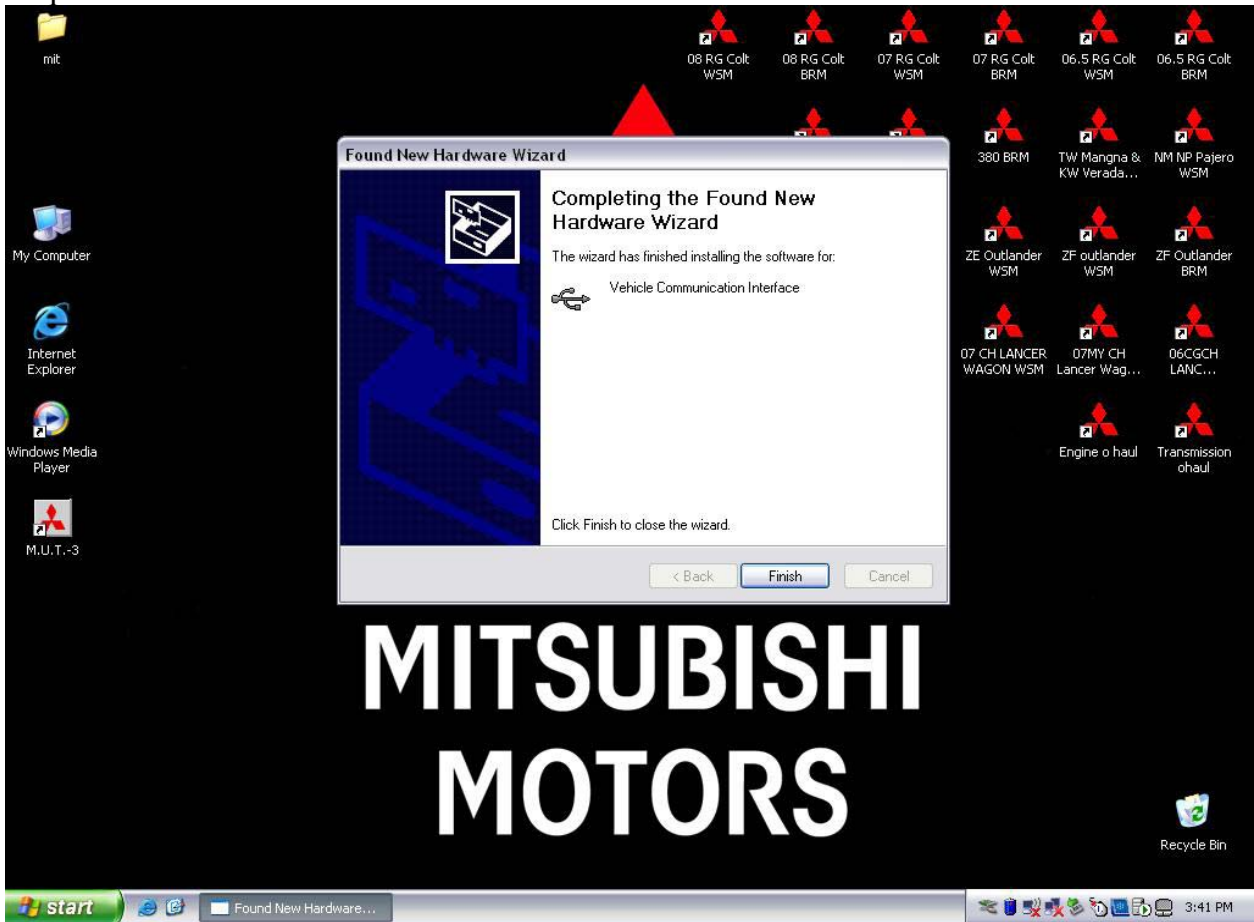 mit
08 RG Colt
WSM
08 RG Colt
BRM
07 RG Colt
WSM
07 RG Colt
BRM
06.5 RG Colt
WSM
06.5 RG Colt
BRM
380 BRM
TW Mangna &
KW Verada...
NM NP Pajero
WSM
Found New Hardware Wizard
Completing the Found New
Hardware Wizard
The wizard has finished installing the software for:
Vehicle Communication Interface
Click Finish to close the wizard.
< Back
Finish
Cancel
My Computer
ZE Outlander
WSM
ZF outlander
WSM
ZF Outlander
BRM
Internet
Explorer
07 CH LANCER
WAGON WSM
07MY CH
Lancer Wag...
06CGCH
LANC...
Windows Media
Player
Engine o haul
Transmission
ohaul
M.U.T.-3
MITSUBISHI
MOTORS
Recycle Bin
start
Found New Hardware...
3:41 PM